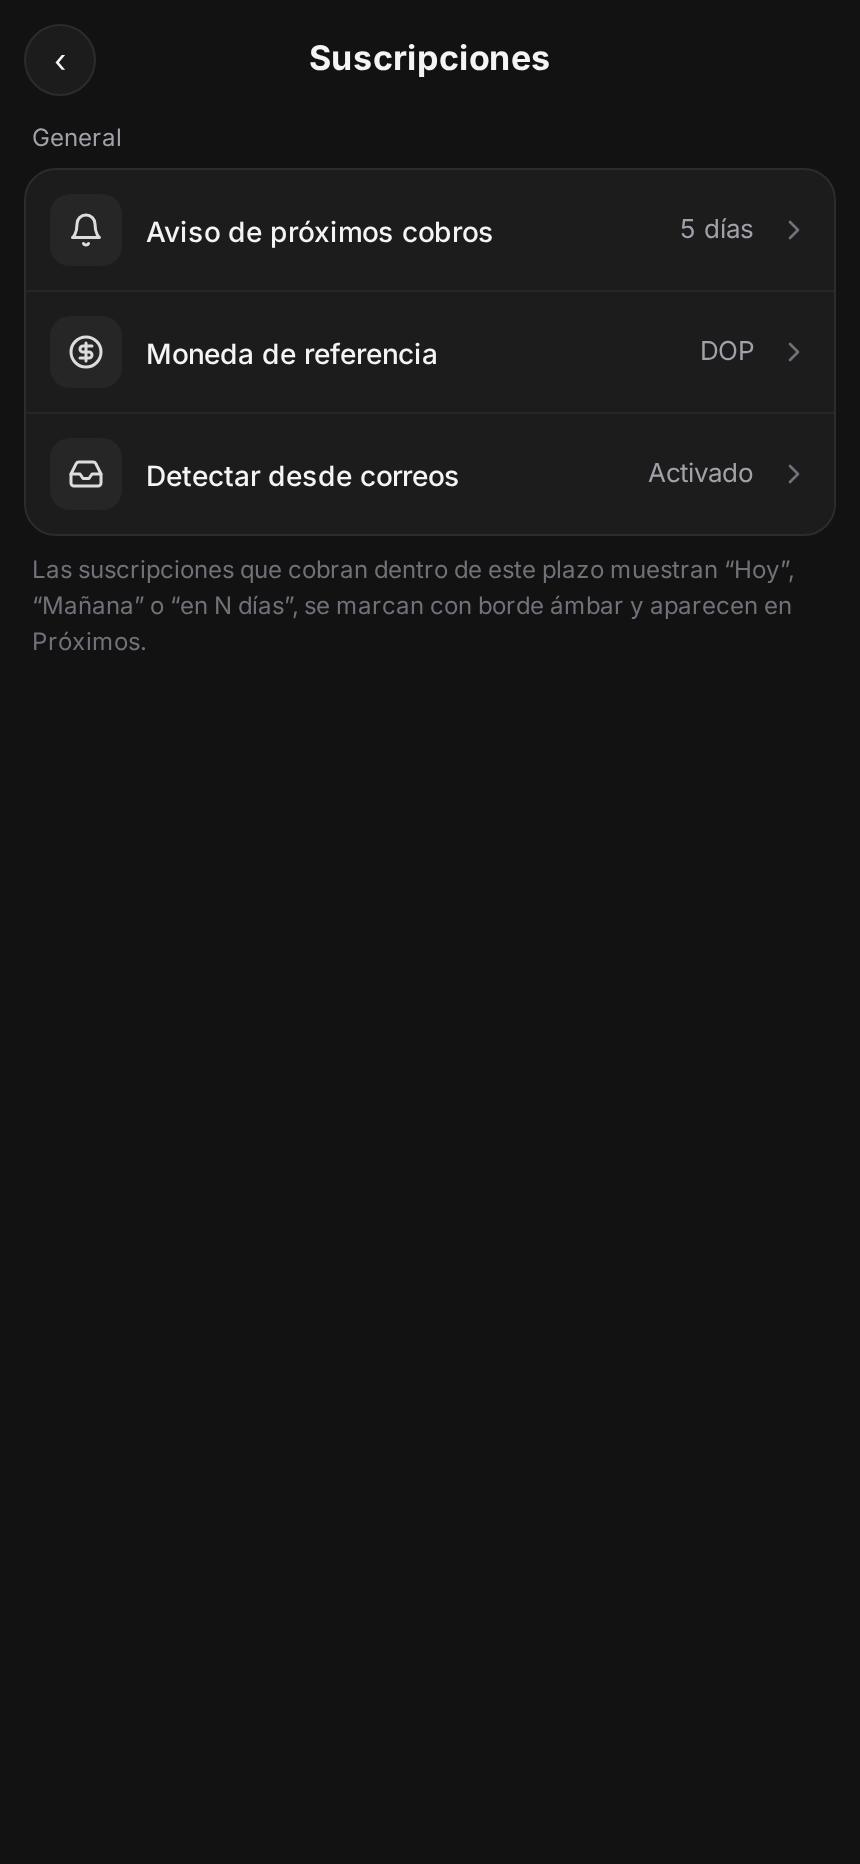 ‹
Suscripciones
General
Aviso de próximos cobros 5 días
Moneda de referencia DOP
Detectar desde correos Activado
Las suscripciones que cobran dentro de este plazo muestran “Hoy”,
“Mañana” o “en N días”, se marcan con borde ámbar y aparecen en
Próximos.